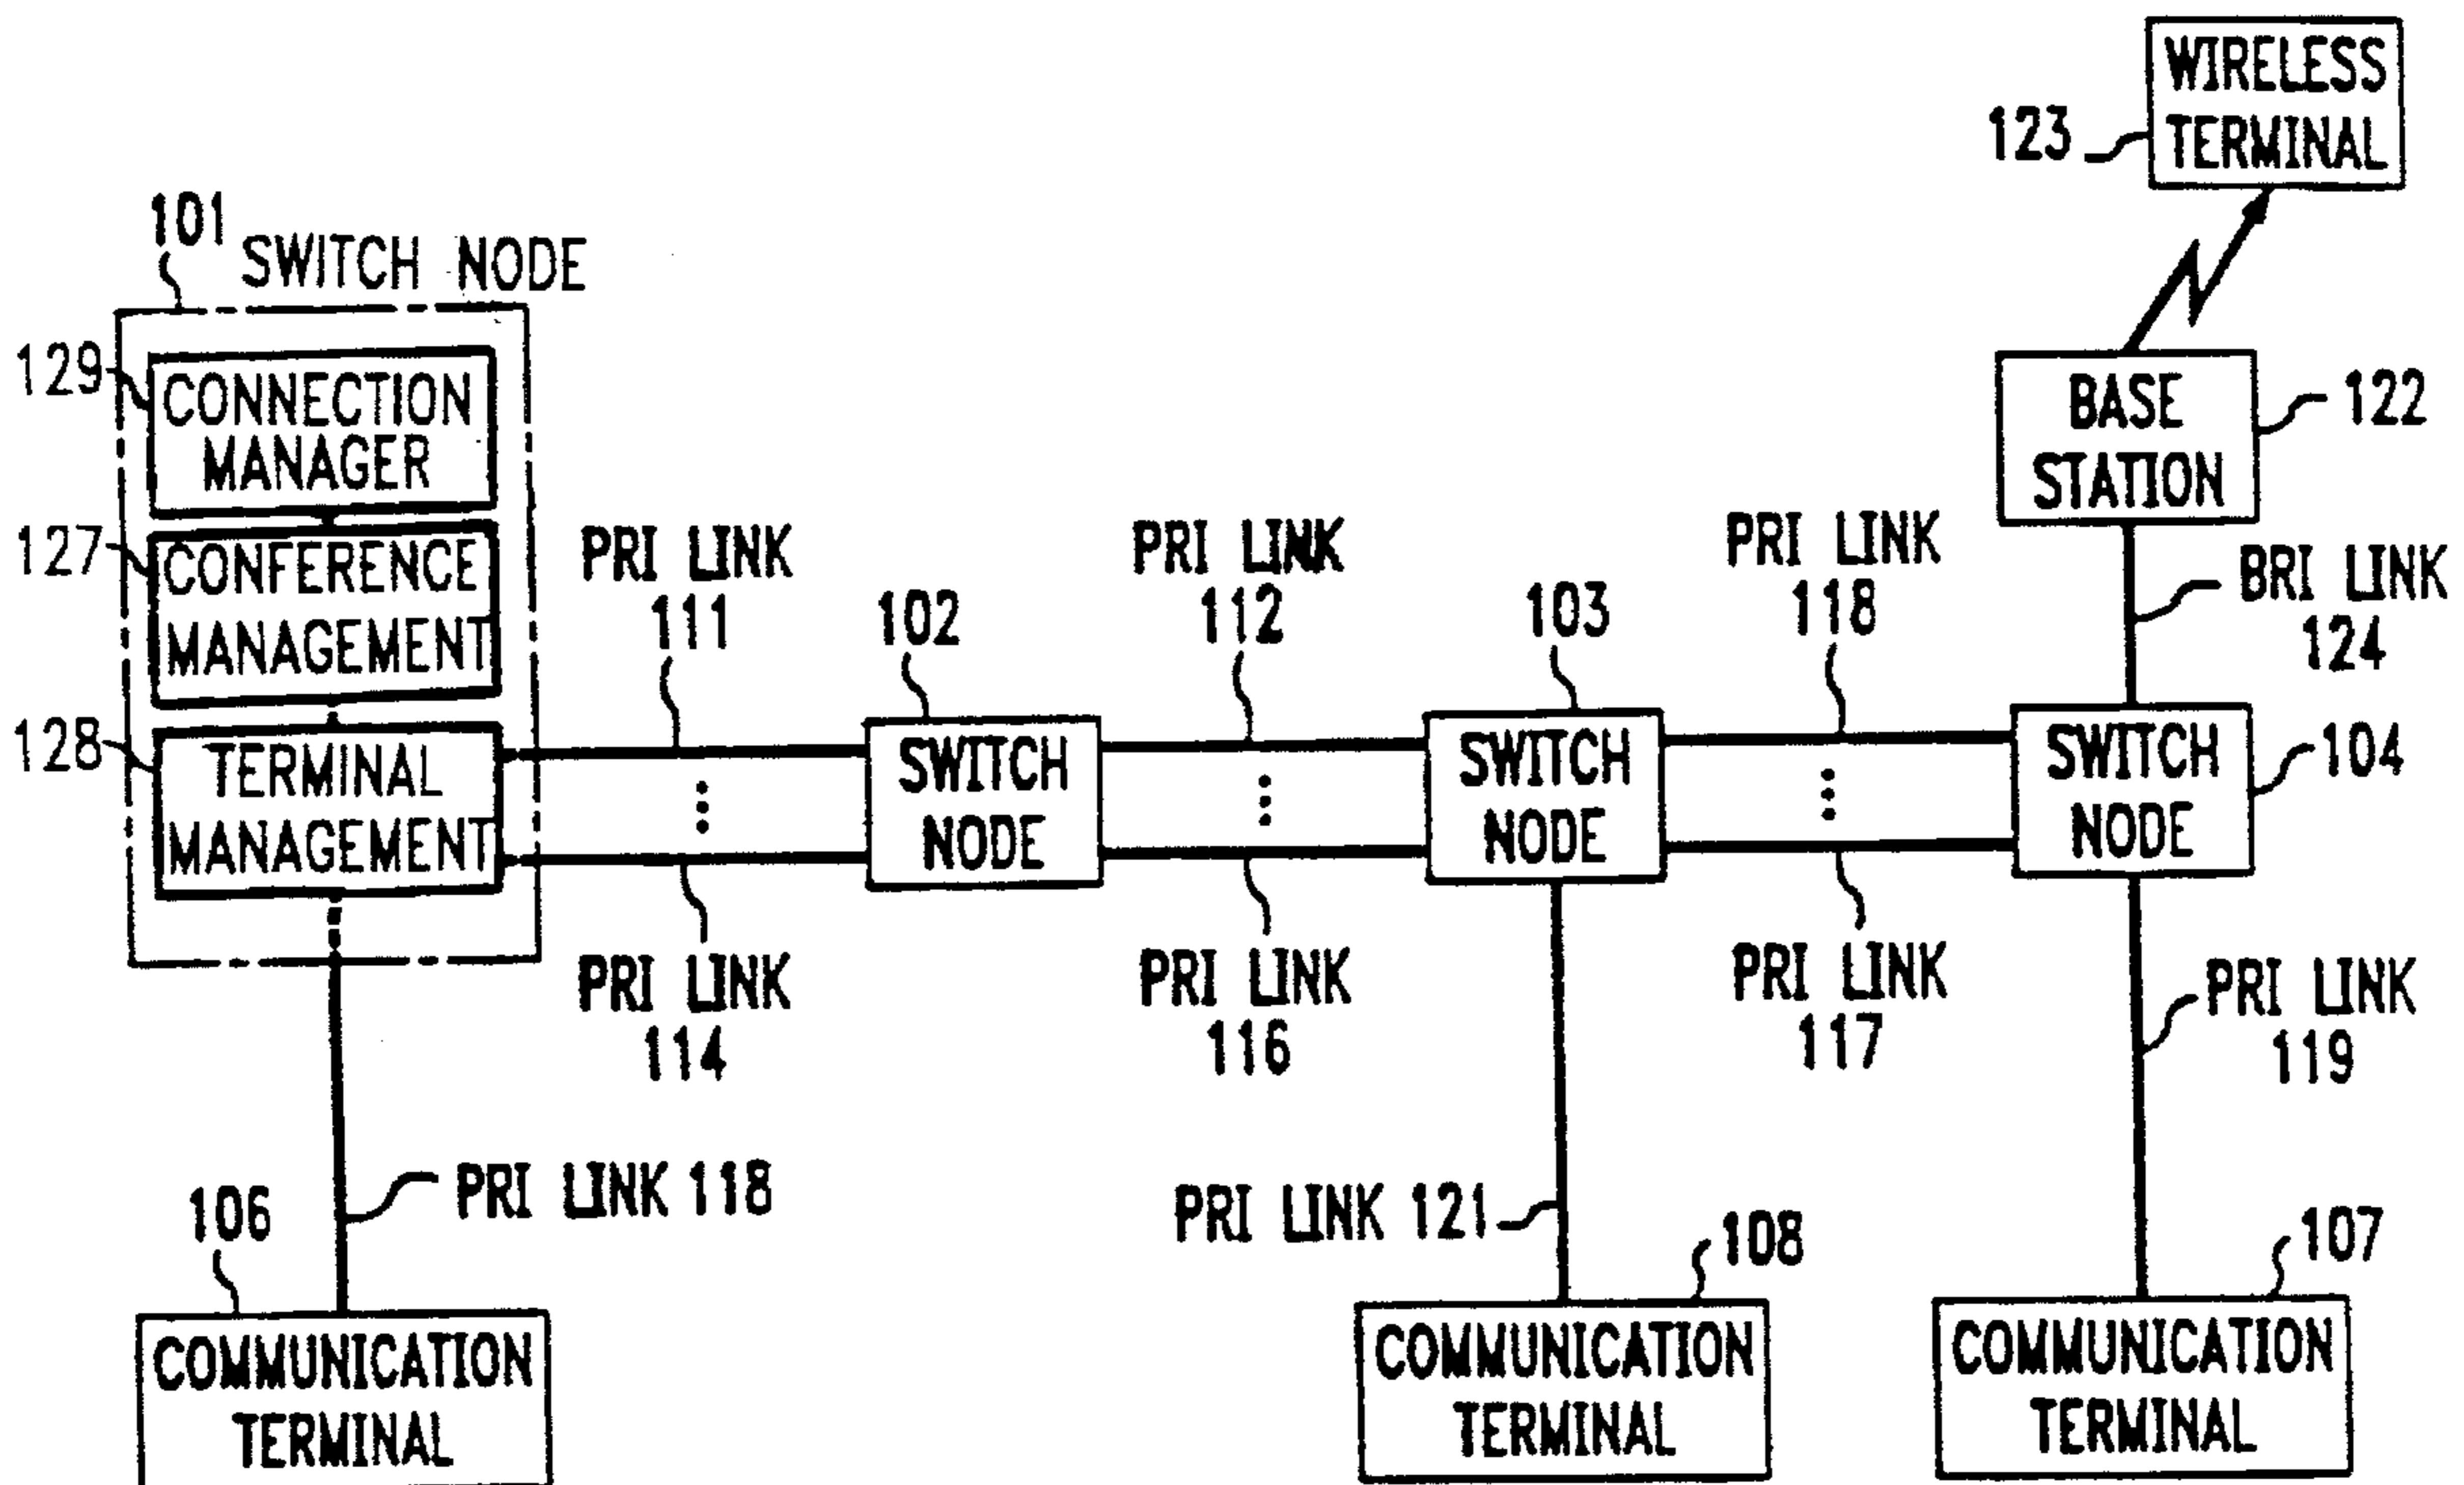 WIRELESS
TERMINAL
123
101
SWITCH NODE
129
CONNECTION
MANAGER
BASE
STATION
122
127
CONFERENCE
MANAGEMENT
PRI LINK
111
PRI LINK
112
PRI LINK
118
BRI LINK
124
102
103
128
TERMINAL
MANAGEMENT
SWITCH
NODE
SWITCH
NODE
SWITCH
NODE
104
PRI LINK
114
PRI LINK
116
PRI LINK
117
PRI LINK
119
106
PRI LINK 118
PRI LINK 121
108
107
COMMUNICATION
TERMINAL
COMMUNICATION
TERMINAL
COMMUNICATION
TERMINAL